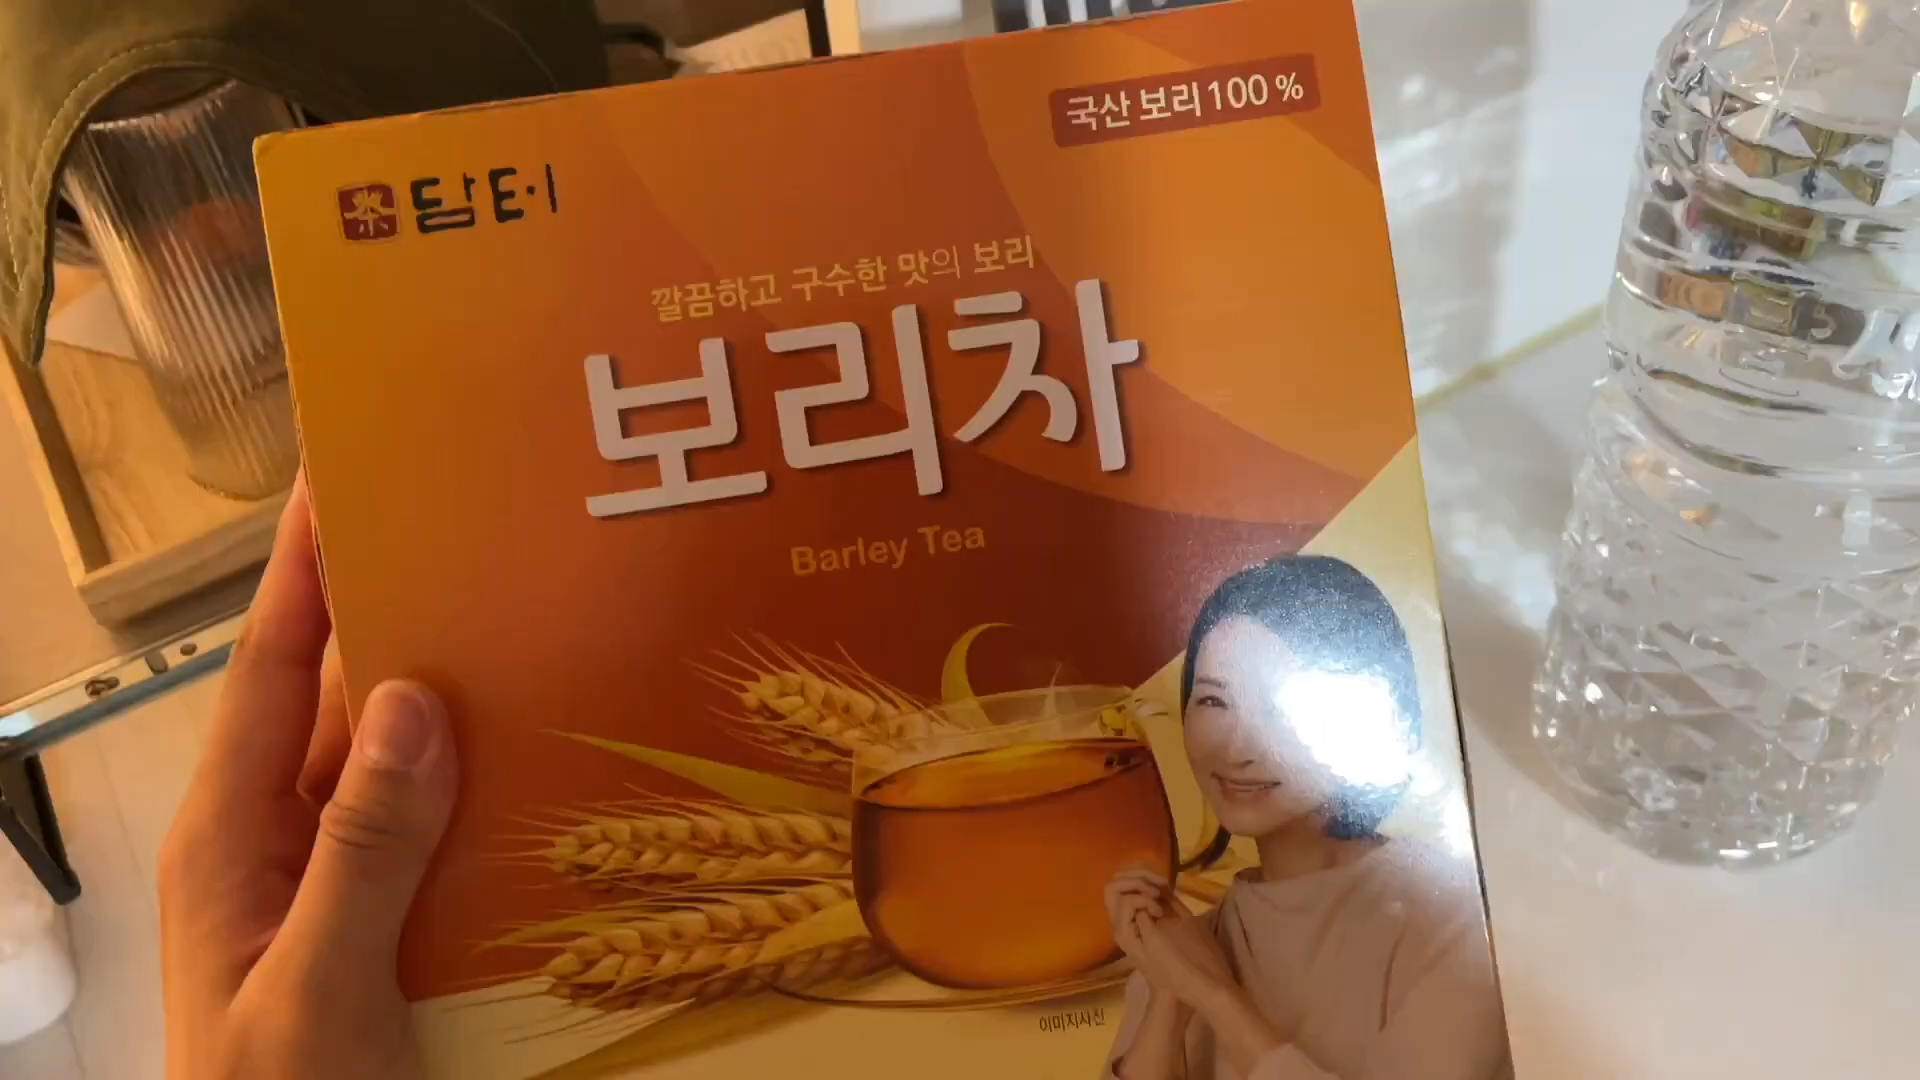 국산 보리 100%
茶 담터
깔끔하고 구수한 맛의 보리
보리차
Barley Tea
이미지사진